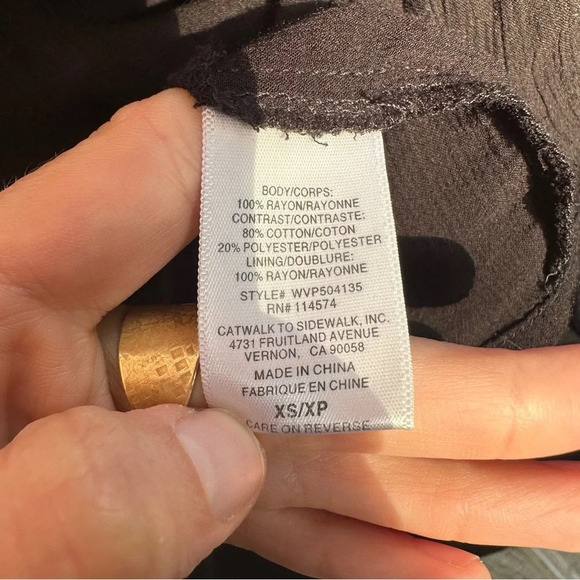 BODY/CORPS:
100% RAYON/RAYONNE
CONTRAST/CONTRASTE:
80% COTTON/COTON
20% POLYESTER/POLYESTER
LINING/DOUBLURE:
100% RAYON/RAYONNE
STYLE# WVP504135
RN# 114574
CATWALK TO SIDEWALK, INC.
4731 FRUITLAND AVENUE
VERNON, CA 90058
MADE IN CHINA
FABRIQUE EN CHINE
XS/XP
CARE ON REVERSE